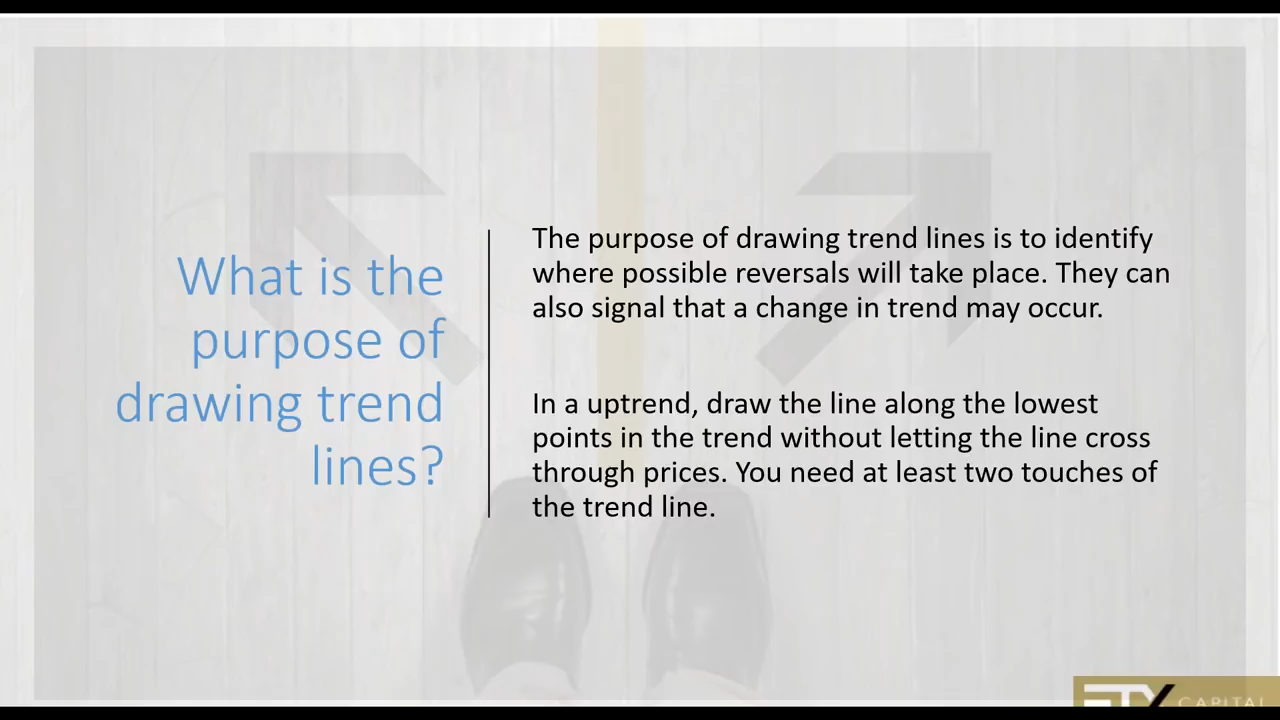 What is the
purpose of
drawing trend
lines?
The purpose of drawing trend lines is to identify
where possible reversals will take place. They can
also signal that a change in trend may occur.
In a uptrend, draw the line along the lowest
points in the trend without letting the line cross
through prices. You need at least two touches of
the trend line.
ETX CAPITAL